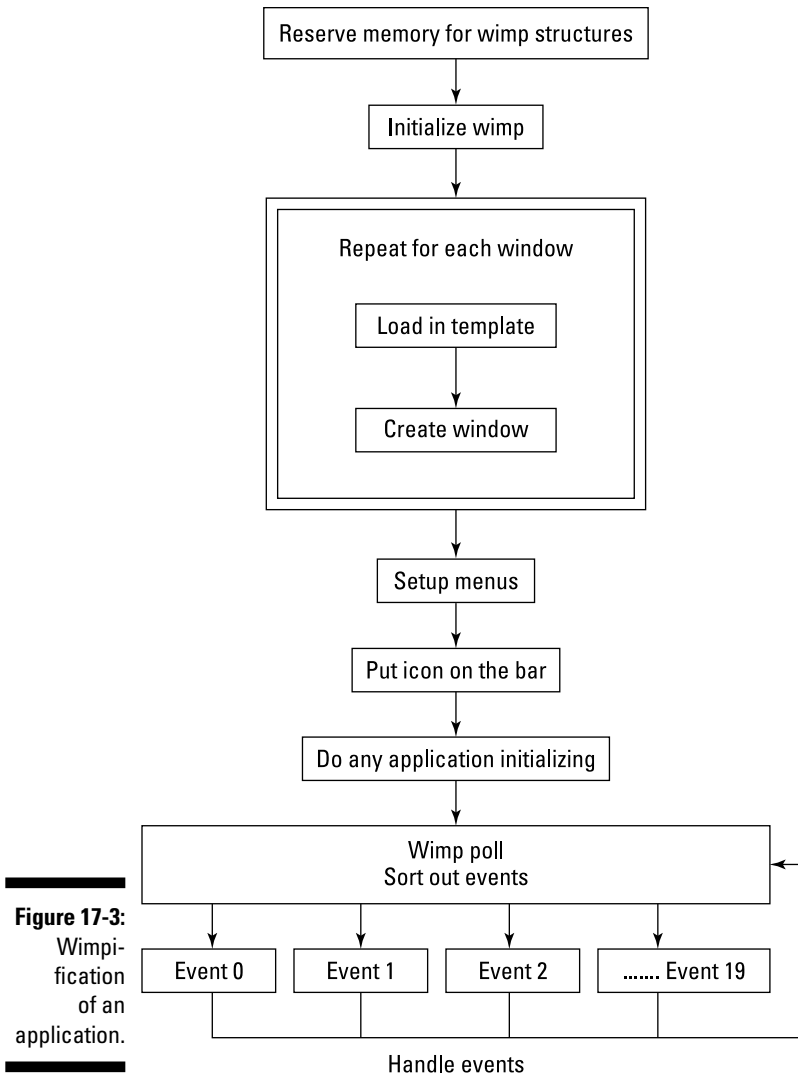 Reserve memory for wimp structures
Initialize wimp
Repeat for each window
Load in template
Create window
Setup menus
Put icon on the bar
Do any application initializing
Wimp poll
Sort out events
Event 0
Event 1
Event 2
....... Event 19
Handle events
Figure 17-3:
Wimpi-
fication
of an
application.